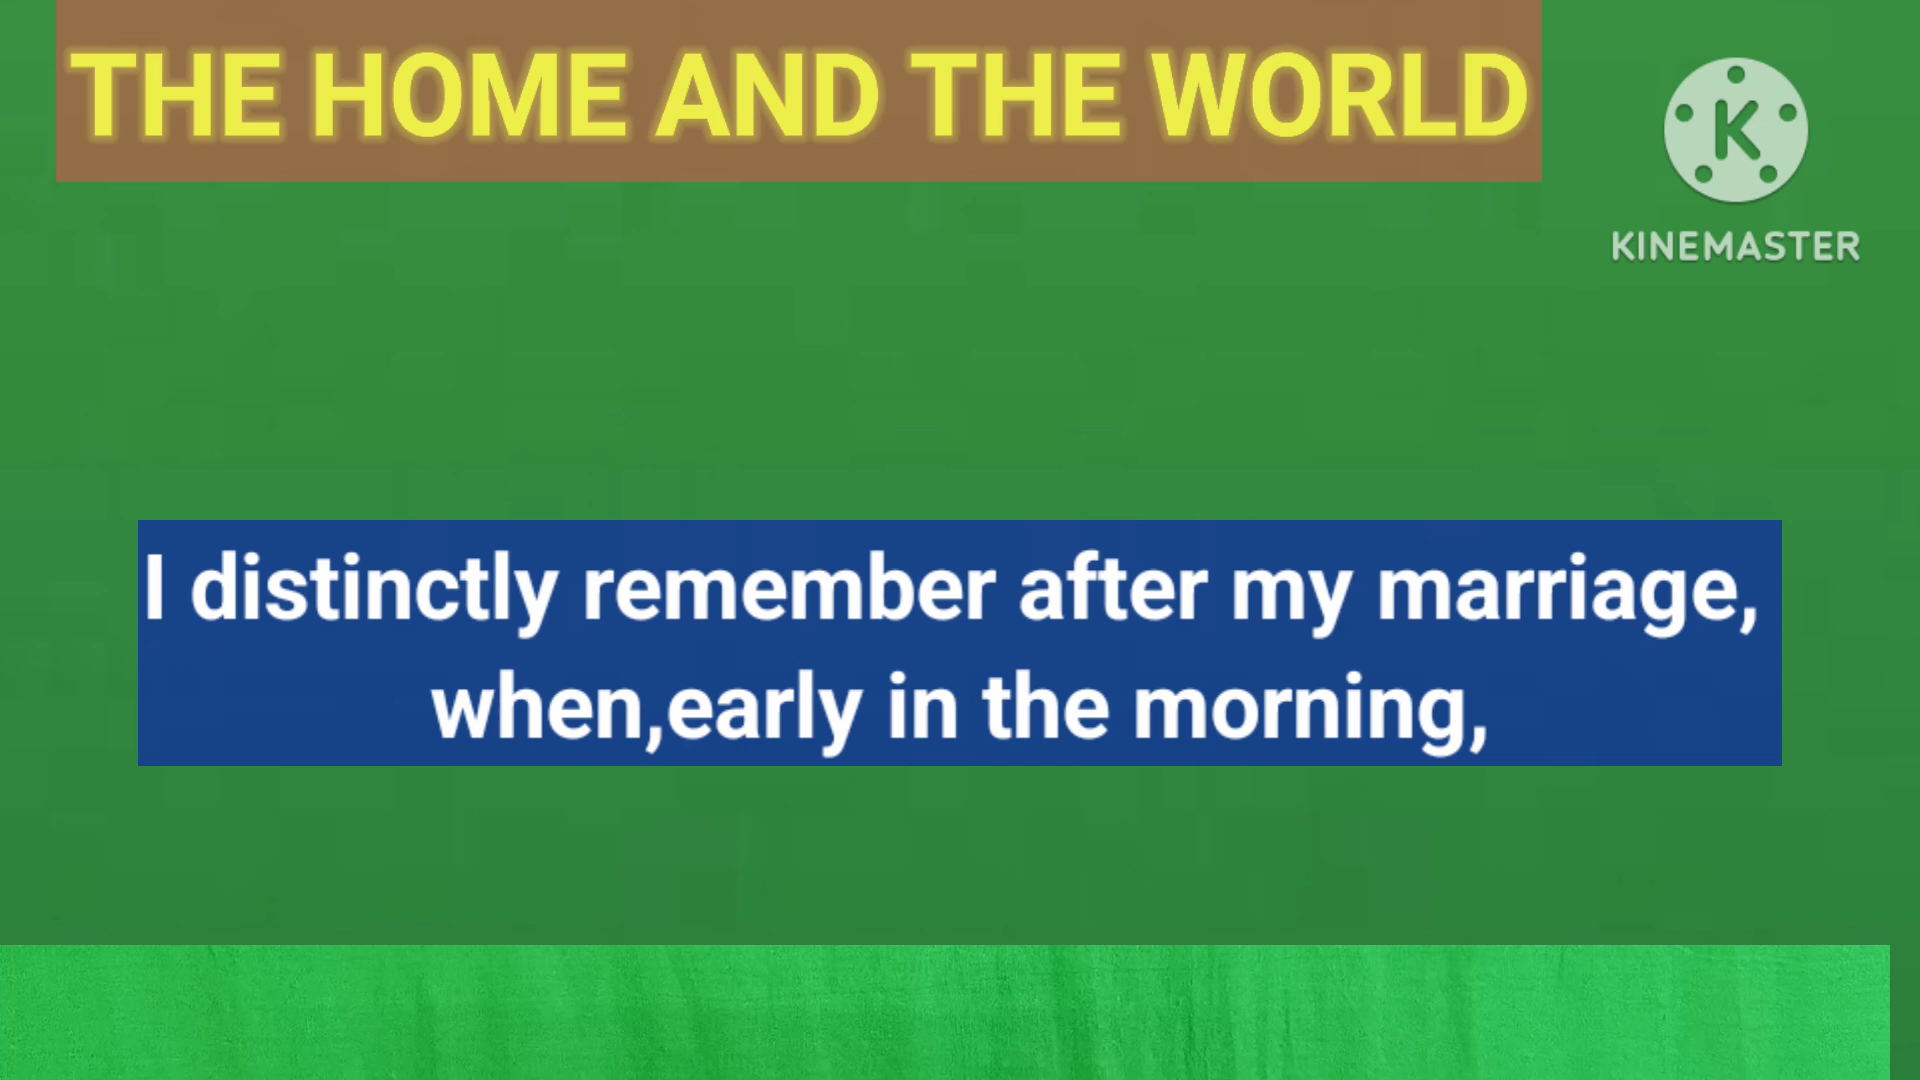 THE HOME AND THE WORLD
K
KINEMASTER
I distinctly remember after my marriage,
when,early in the morning,